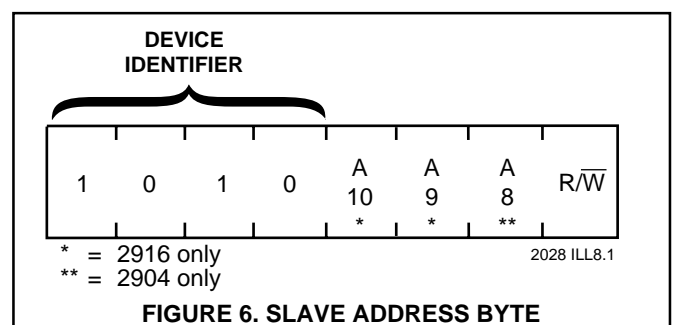 DEVICE
IDENTIFIER
1 0 1 0 A 10 * A 9 * A 8 ** R/W̅
* = 2916 only
2028 ILL8.1
** = 2904 only
FIGURE 6. SLAVE ADDRESS BYTE